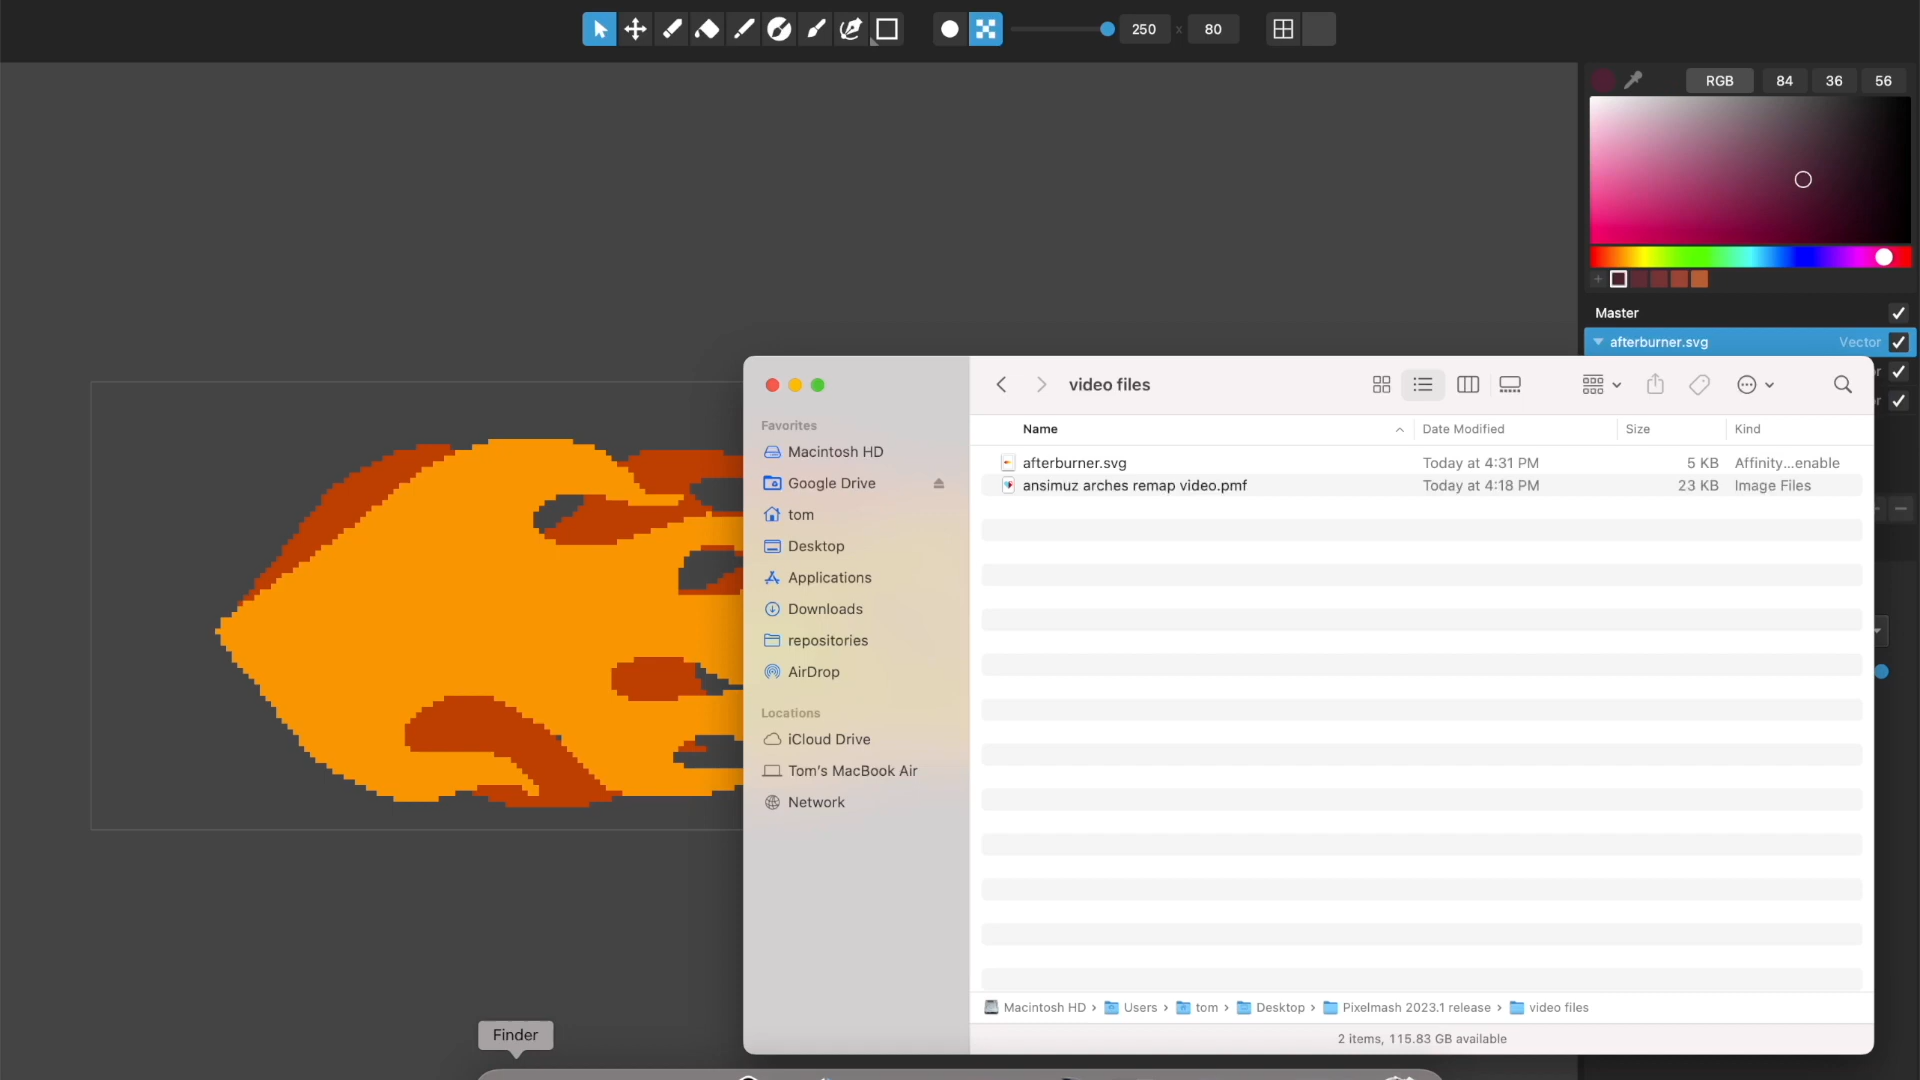 250 x 80
RGB 84 36 56
Master
afterburner.svg Vector
video files
Favorites
Macintosh HD
Google Drive
tom
Desktop
Applications
Downloads
repositories
AirDrop
Locations
iCloud Drive
Tom's MacBook Air
Network
Name Date Modified Size Kind
afterburner.svg Today at 4:31 PM 5 KB Affinity...enable
ansimuz arches remap video.pmf Today at 4:18 PM 23 KB Image Files
Macintosh HD › Users › tom › Desktop › Pixelmash 2023.1 release › video files
2 items, 115.83 GB available
Finder